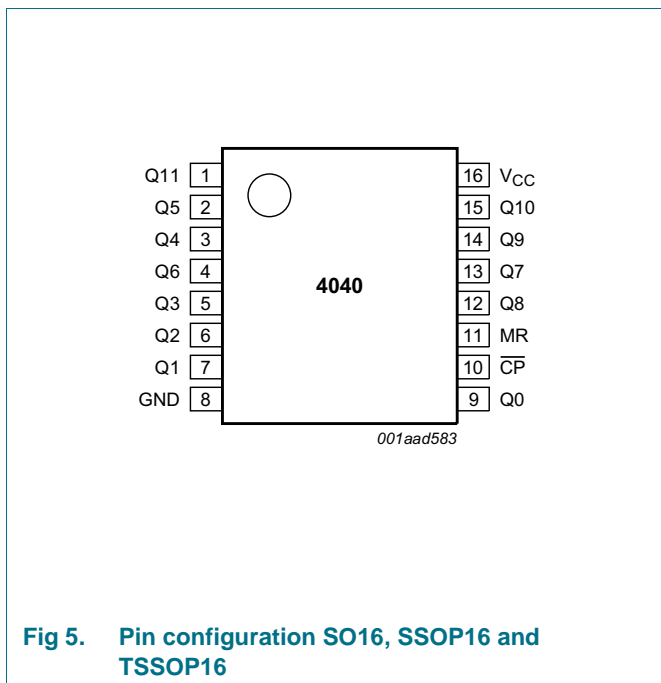 Q11 1 16 VCC
Q5 2 15 Q10
Q4 3 14 Q9
Q6 4 13 Q7
4040
Q3 5 12 Q8
Q2 6 11 MR
Q1 7 10 C̅P̅
GND 8 9 Q0
001aad583
Fig 5. Pin configuration SO16, SSOP16 and
TSSOP16